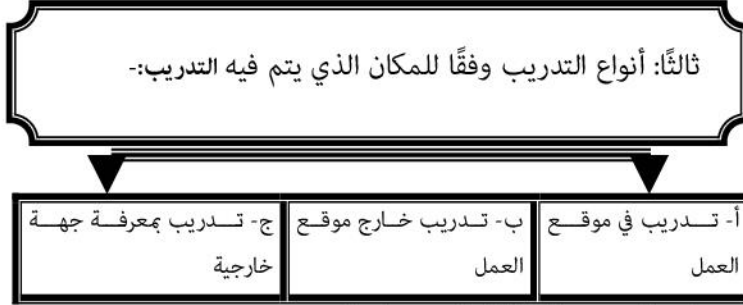 ثالثًا: أنواع التدريب وفقًا للمكان الذي يتم فيه التدريب:-
أ- تدريب في موقع
العمل
ب- تدريب خارج موقع
العمل
ج- تدريب بمعرفة جهة
خارجية